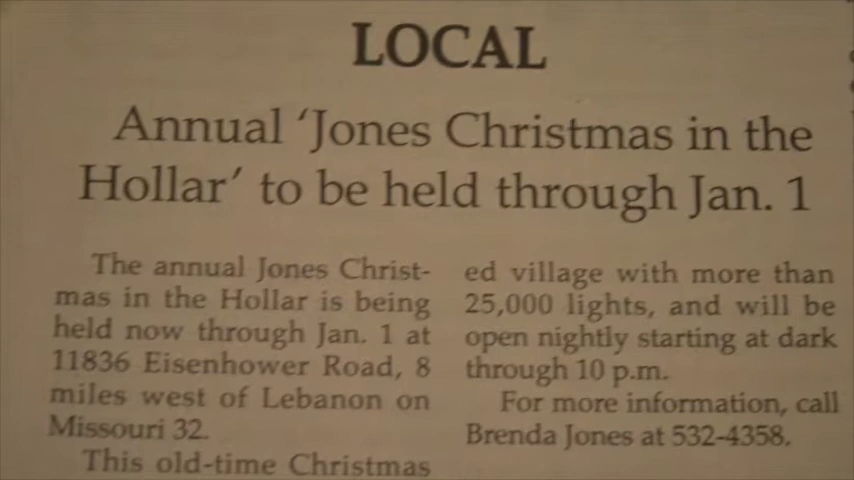 LOCAL
Annual ‘Jones Christmas in the
Hollar’ to be held through Jan. 1
The annual Jones Christ-
mas in the Hollar is being
held now through Jan. 1 at
11836 Eisenhower Road, 8
miles west of Lebanon on
Missouri 32.
This old-time Christmas
ed village with more than
25,000 lights, and will be
open nightly starting at dark
through 10 p.m.
For more information, call
Brenda Jones at 532-4358.